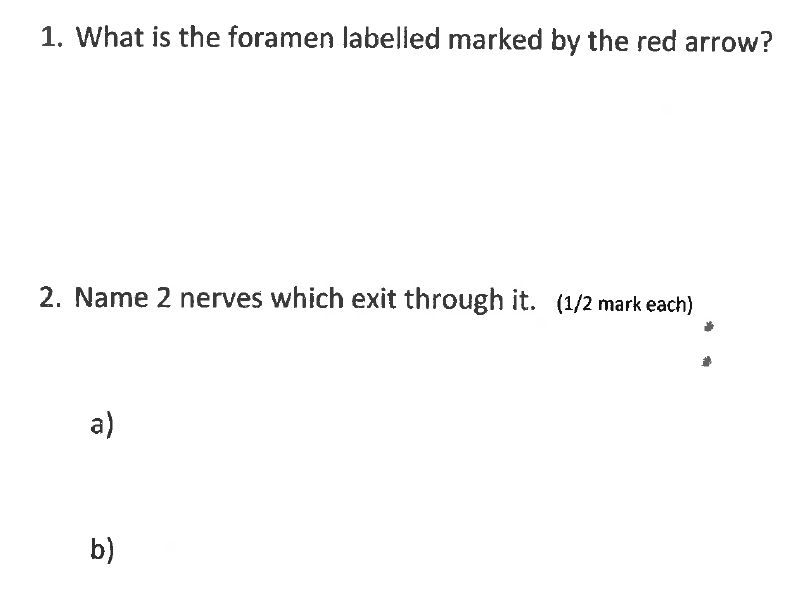 1. What is the foramen labelled marked by the red arrow?
2. Name 2 nerves which exit through it. (1/2 mark each)
a)
b)